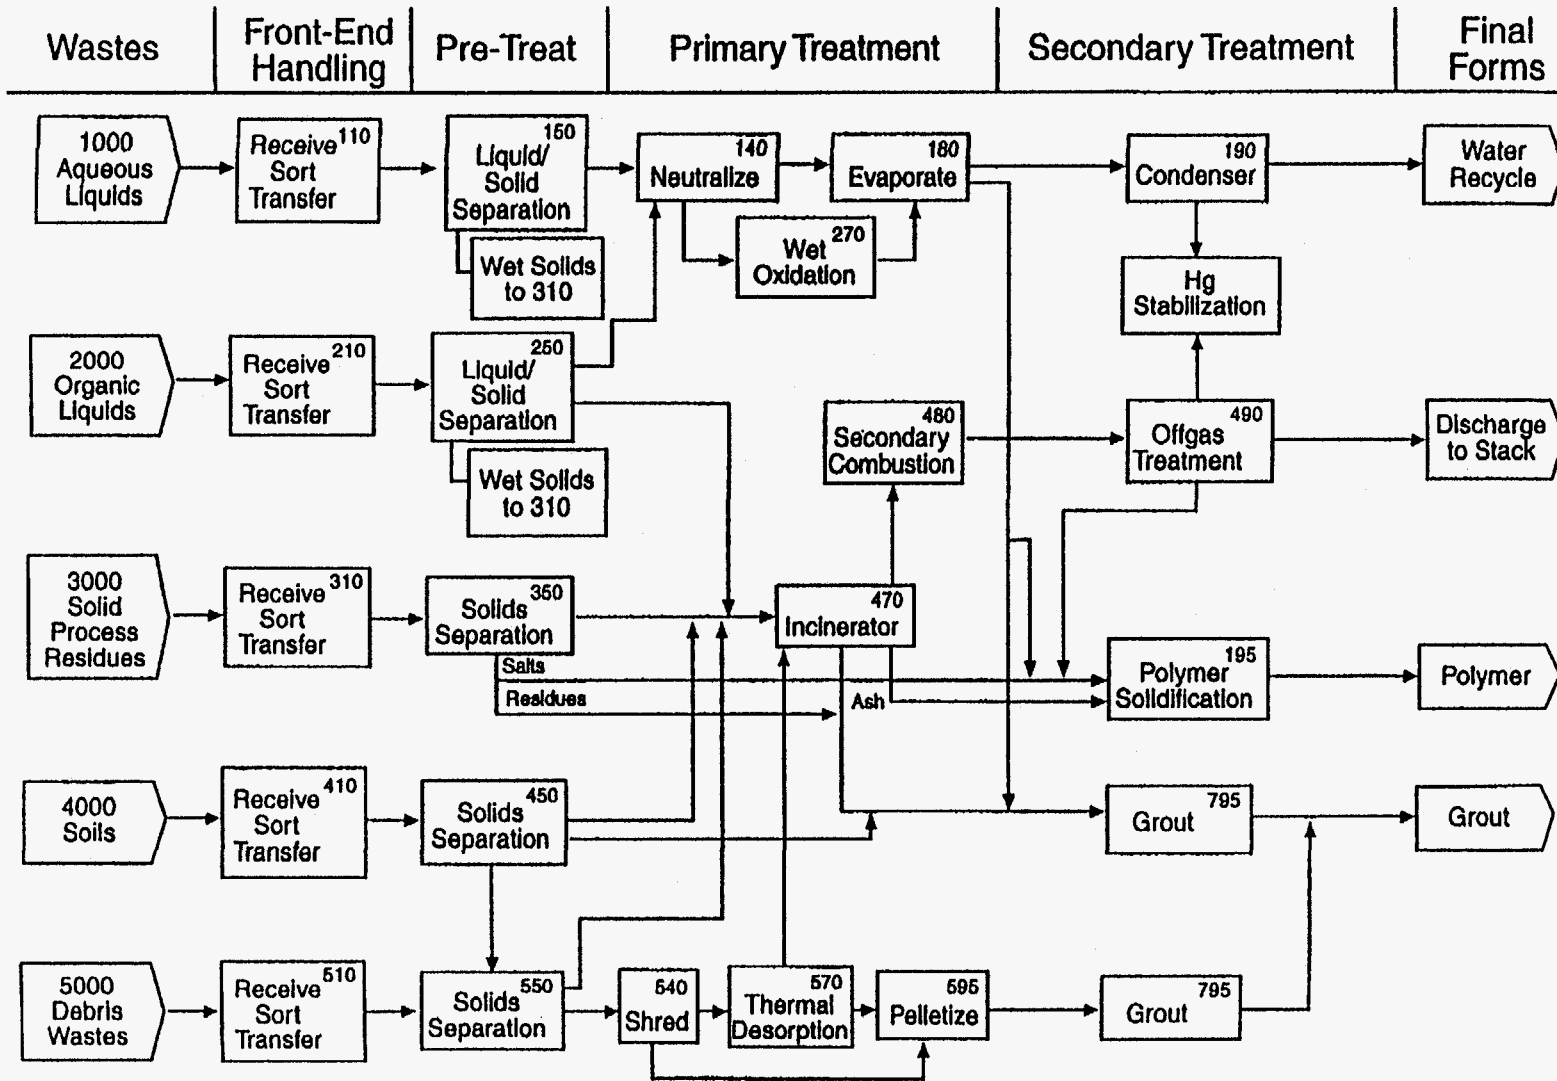 Wastes
Front-End
Handling
Pre-Treat
Primary Treatment
Secondary Treatment
Final
Forms
1000
Aqueous
Liquids
110
Receive
Sort
Transfer
150
Liquid/
Solid
Separation
Wet Solids
to 310
140
Neutralize
180
Evaporate
270
Wet
Oxidation
190
Condenser
Hg
Stabilization
Water
Recycle
2000
Organic
Liquids
210
Receive
Sort
Transfer
250
Liquid/
Solid
Separation
Wet Solids
to 310
480
Secondary
Combustion
490
Offgas
Treatment
Discharge
to Stack
3000
Solid
Process
Residues
310
Receive
Sort
Transfer
350
Solids
Separation
Salts
Residues
470
Incinerator
Ash
195
Polymer
Solidification
Polymer
4000
Soils
410
Receive
Sort
Transfer
450
Solids
Separation
795
Grout
Grout
5000
Debris
Wastes
510
Receive
Sort
Transfer
550
Solids
Separation
540
Shred
570
Thermal
Desorption
595
Pelletize
795
Grout